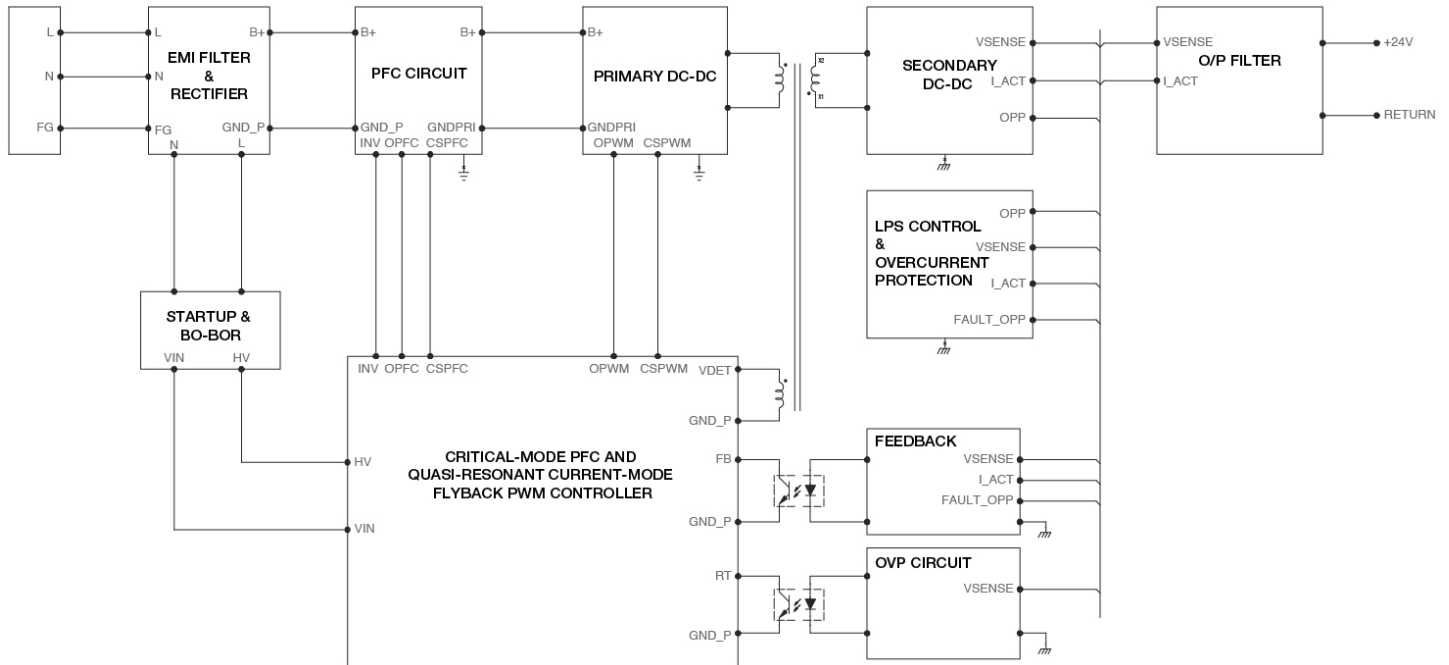 L
N
FG
L
N
FG
EMI FILTER
&
RECTIFIER
B+
GND_P
N
L
B+
PFC CIRCUIT
B+
GND_P
GNDPRI
INV OPFC CSPFC
B+
PRIMARY DC-DC
GNDPRI
OPWM CSPWM
X2
X1
SECONDARY
DC-DC
VSENSE
I_ACT
OPP
VSENSE
I_ACT
O/P FILTER
+24V
RETURN
LPS CONTROL
&
OVERCURRENT
PROTECTION
OPP
VSENSE
I_ACT
FAULT_OPP
STARTUP &
BO-BOR
VIN HV
INV OPFC CSPFC
OPWM CSPWM
VDET
GND_P
HV
VIN
CRITICAL-MODE PFC AND
QUASI-RESONANT CURRENT-MODE
FLYBACK PWM CONTROLLER
FB
GND_P
RT
GND_P
FEEDBACK
VSENSE
I_ACT
FAULT_OPP
OVP CIRCUIT
VSENSE